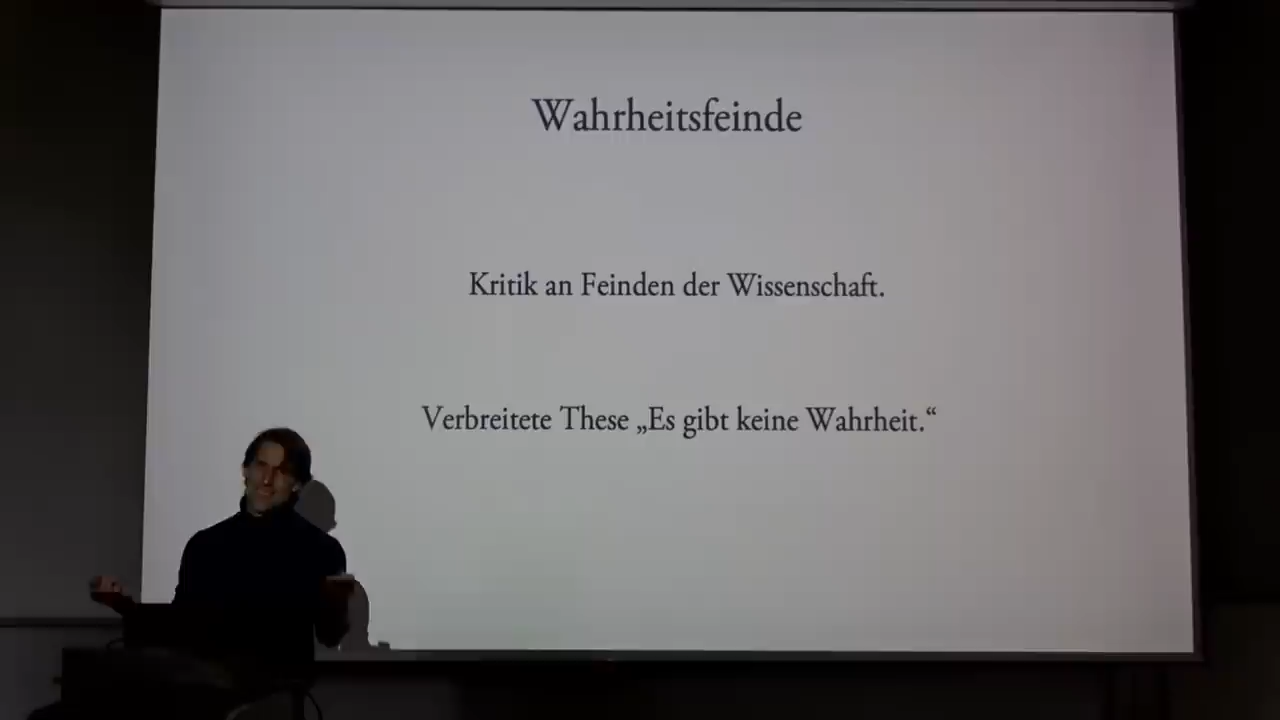 Wahrheitsfeinde
Kritik an Feinden der Wissenschaft.
Verbreitete These „Es gibt keine Wahrheit.“